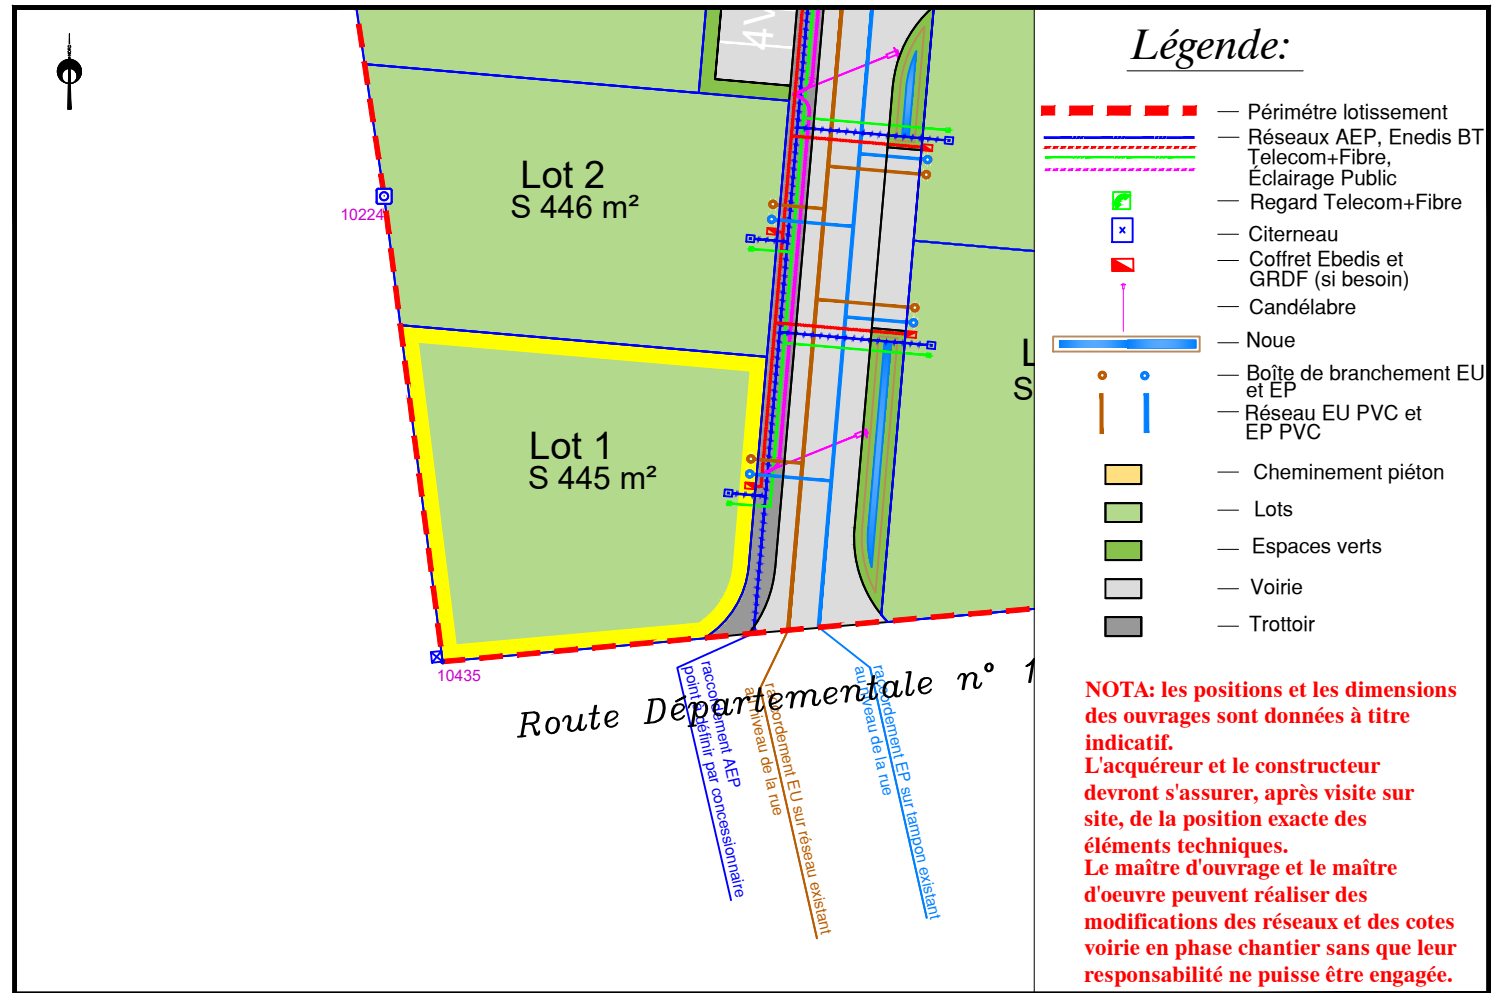 4V
Lot 2
S 446 m²
10224
Lot 1
S 445 m²
L
S
10435
Route Départementale n° 1
raccordement AEP
point à définir par concessionnaire
raccordement EU sur réseau existant
au niveau de la rue
raccordement EP sur tampon existant
au niveau de la rue
Légende:
Périmétre lotissement
Réseaux AEP, Enedis BT
Telecom+Fibre,
Éclairage Public
Regard Telecom+Fibre
Citerneau
Coffret Ebedis et
GRDF (si besoin)
Candélabre
Noue
Boîte de branchement EU
et EP
Réseau EU PVC et
EP PVC
Cheminement piéton
Lots
Espaces verts
Voirie
Trottoir
NOTA: les positions et les dimensions
des ouvrages sont données à titre
indicatif.
L'acquéreur et le constructeur
devront s'assurer, après visite sur
site, de la position exacte des
éléments techniques.
Le maître d'ouvrage et le maître
d'oeuvre peuvent réaliser des
modifications des réseaux et des cotes
voirie en phase chantier sans que leur
responsabilité ne puisse être engagée.